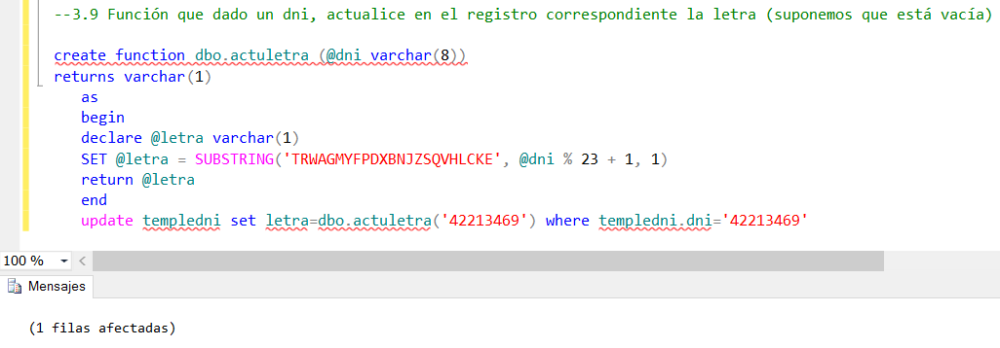 --3.9 Función que dado un dni, actualice en el registro correspondiente la letra (suponemos que está vacía)
create function dbo.actuletra (@dni varchar(8))
returns varchar(1)
as
begin
declare @letra varchar(1)
SET @letra = SUBSTRING('TRWAGMYFPDXBNJZSQVHLCKE', @dni % 23 + 1, 1)
return @letra
end
update templedni set letra=dbo.actuletra('42213469') where templedni.dni='42213469'
100 %
Mensajes
(1 filas afectadas)